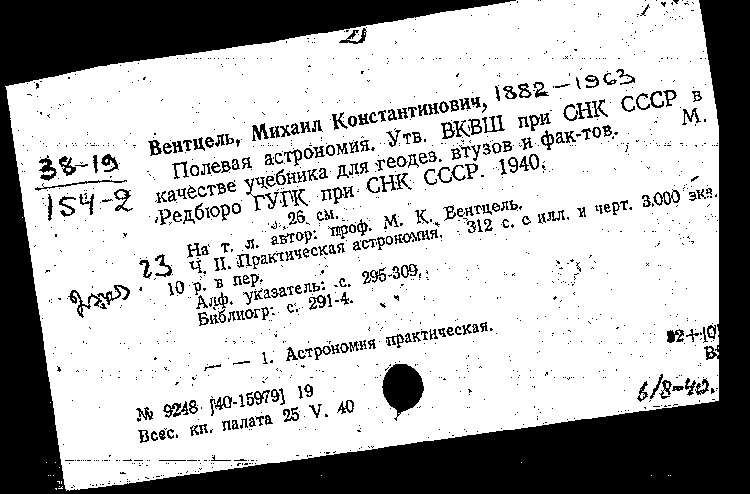 Вентцель, Михаил Константинович, 1882-1963
Полевая астрономия. Утв. ВКВШ при СНК СССР в
качестве учебника для геодез. втузов и фак-тов. М.
Редбюро ГУГК при СНК СССР. 1940.
38-19
154-2
26 см.
На т. л. автор: проф. М. К. Вентцель.
23
Ч. II. Практическая астрономия. 312 с. с илл. и черт. 3.000 экз.
10 р. в пер.
Алф. указатель: с. 295-309.
Библиогр: с. 291-4.
— — 1. Астрономия практическая.
№ 9248 [40-15979] 19
Всес. кн. палата 25 V. 40
6/8-40.